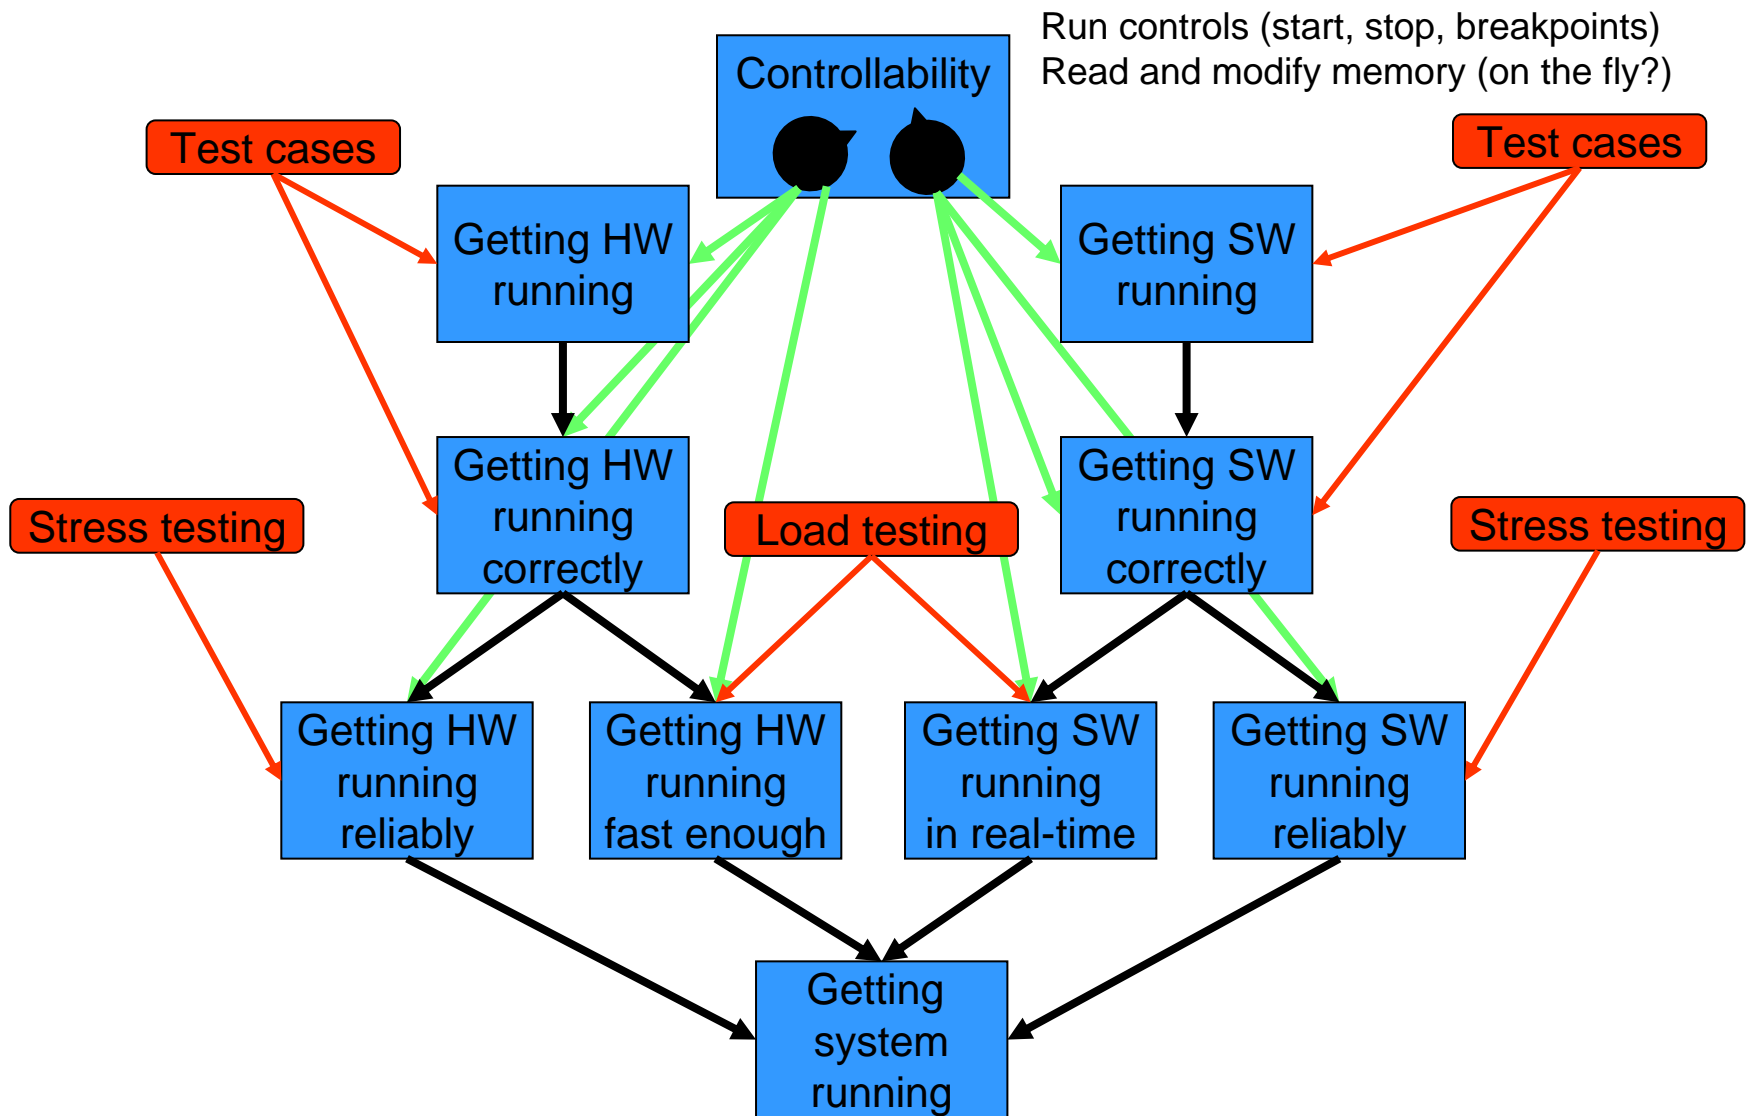 Run controls (start, stop, breakpoints)
Read and modify memory (on the fly?)
Controllability
Test cases
Test cases
Getting HW
running
Getting SW
running
Getting HW
running
correctly
Getting SW
running
correctly
Stress testing
Load testing
Stress testing
Getting HW
running
reliably
Getting HW
running
fast enough
Getting SW
running
in real-time
Getting SW
running
reliably
Getting
system
running